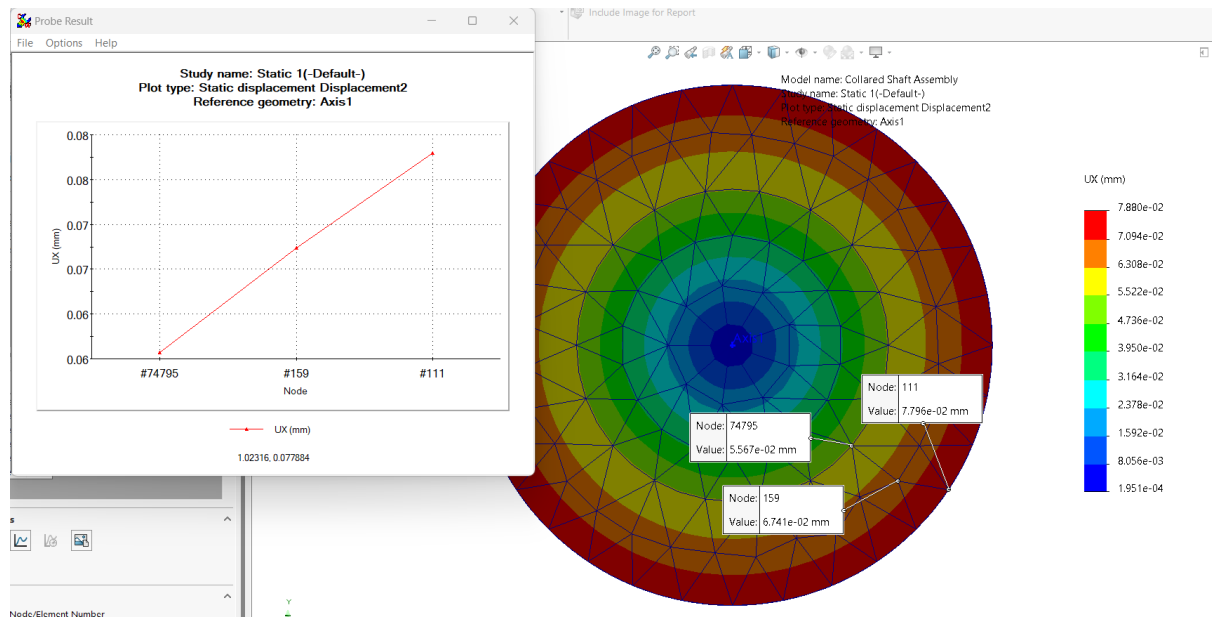 Probe Result
File Options Help
Study name: Static 1(-Default-)
Plot type: Static displacement Displacement2
Reference geometry: Axis1
0.08
0.08
0.07
0.07
0.06
0.06
UX (mm)
#74795 #159 #111
Node
UX (mm)
1.02316, 0.077884
Include Image for Report
Model name: Collared Shaft Assembly
Study name: Static 1(-Default-)
Plot type: Static displacement Displacement2
Reference geometry: Axis1
Node: 111
Value: 7.796e-02 mm
Node: 74795
Value: 5.567e-02 mm
Node: 159
Value: 6.741e-02 mm
UX (mm)
7.880e-02
7.094e-02
6.308e-02
5.522e-02
4.736e-02
3.950e-02
3.164e-02
2.378e-02
1.592e-02
8.056e-03
1.951e-04
s
Node/Element Number
Y